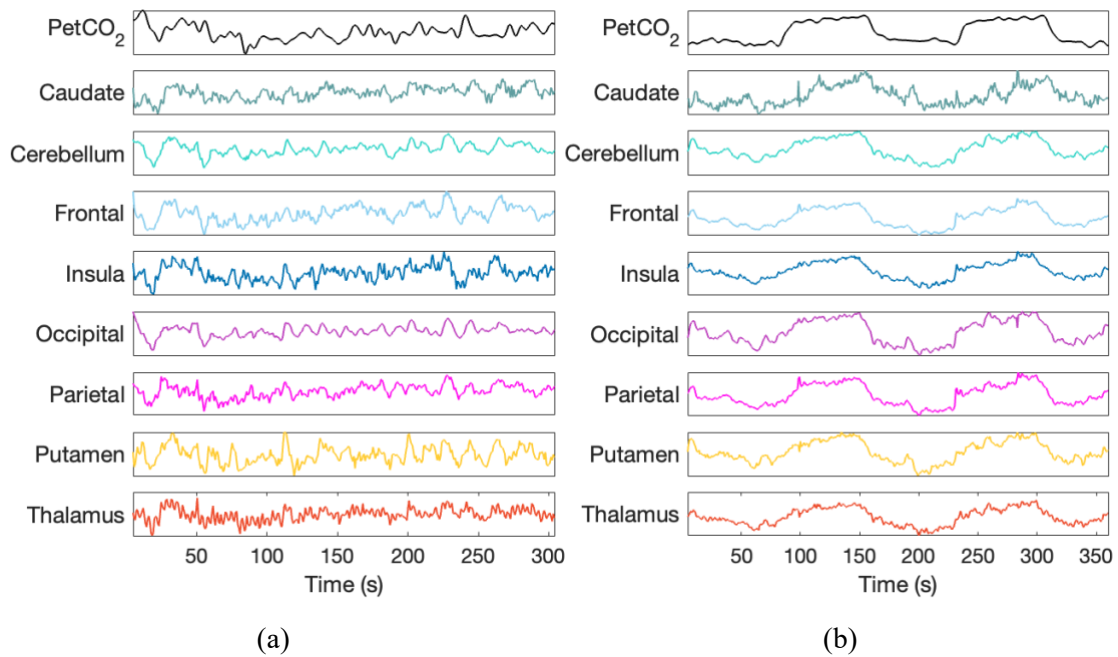 PetCO2
Caudate
Cerebellum
Frontal
Insula
Occipital
Parietal
Putamen
Thalamus
50 100 150 200 250 300
Time (s)
(a)
PetCO2
Caudate
Cerebellum
Frontal
Insula
Occipital
Parietal
Putamen
Thalamus
50 100 150 200 250 300 350
Time (s)
(b)